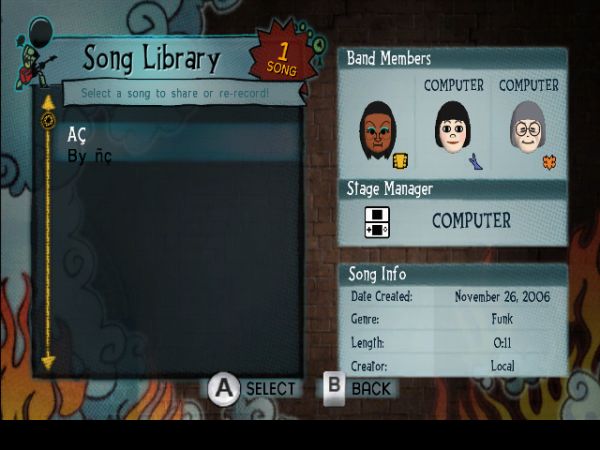 Song Library
1
SONG
Select a song to share or re-record!
AÇ
By ñç
A SELECT B BACK
Band Members
COMPUTER COMPUTER
Stage Manager
COMPUTER
Song Info
Date Created: November 26, 2006
Genre: Funk
Length: 0:11
Creator: Local